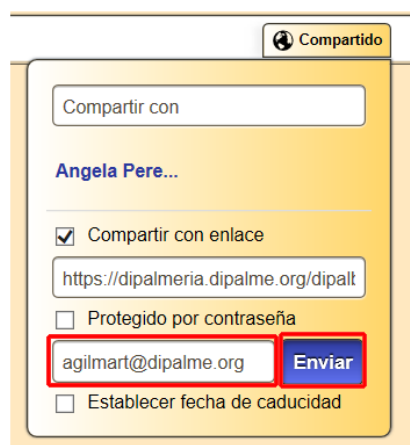 Compartido
Compartir con
Angela Pere...
Compartir con enlace
https://dipalmeria.dipalme.org/dipalb
Protegido por contraseña
agilmart@dipalme.org Enviar
Establecer fecha de caducidad